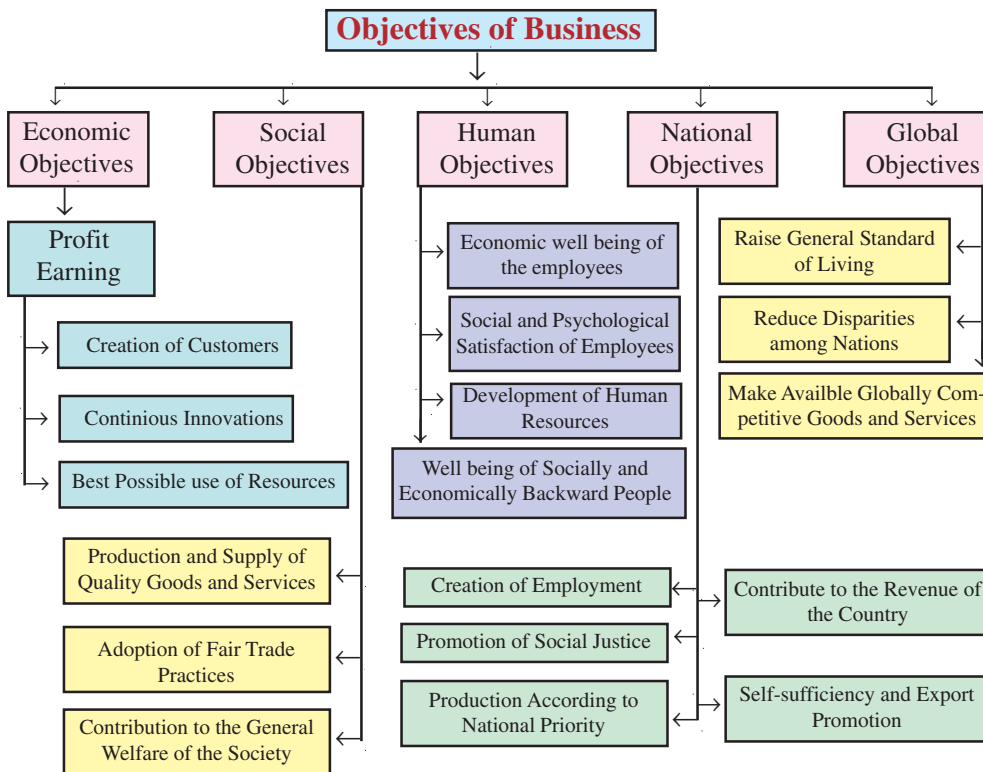 Objectives of Business
Economic
Objectives
Social
Objectives
Human
Objectives
National
Objectives
Global
Objectives
Profit
Earning
Creation of Customers
Continious Innovations
Best Possible use of Resources
Production and Supply of
Quality Goods and Services
Adoption of Fair Trade
Practices
Contribution to the General
Welfare of the Society
Economic well being of
the employees
Social and Psychological
Satisfaction of Employees
Development of Human
Resources
Well being of Socially and
Economically Backward People
Creation of Employment
Promotion of Social Justice
Production According to
National Priority
Contribute to the Revenue of
the Country
Self-sufficiency and Export
Promotion
Raise General Standard
of Living
Reduce Disparities
among Nations
Make Availble Globally Com-
petitive Goods and Services